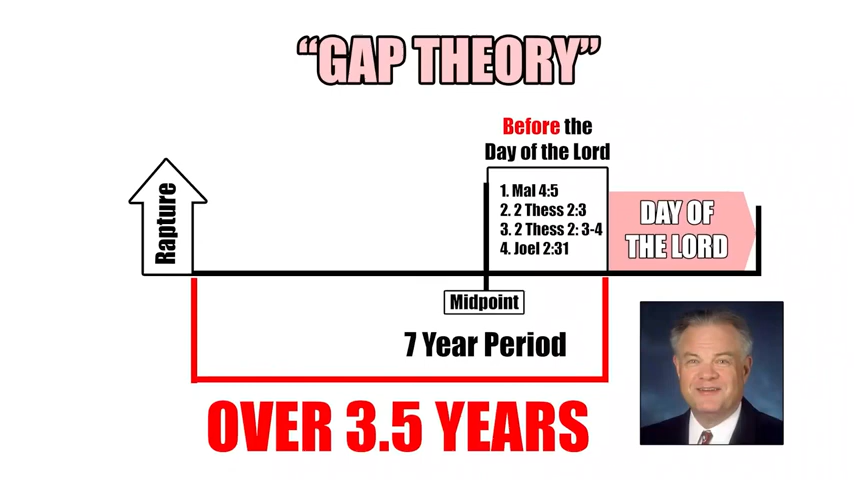 “GAP THEORY”
Before the
Day of the Lord
1. Mal 4:5
2. 2 Thess 2:3
3. 2 Thess 2: 3-4
4. Joel 2:31
Rapture
DAY OF
THE LORD
Midpoint
7 Year Period
OVER 3.5 YEARS